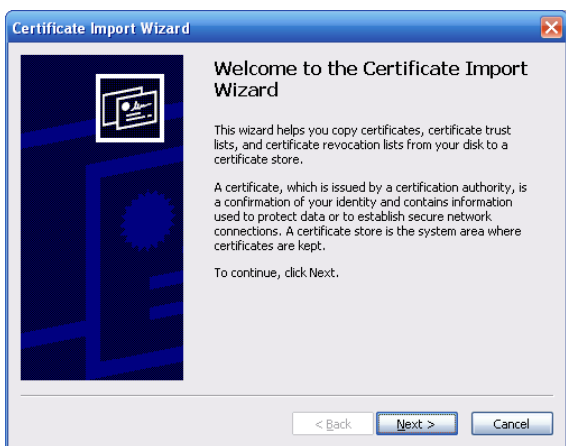 Certificate Import Wizard
Welcome to the Certificate Import
Wizard
This wizard helps you copy certificates, certificate trust
lists, and certificate revocation lists from your disk to a
certificate store.
A certificate, which is issued by a certification authority, is
a confirmation of your identity and contains information
used to protect data or to establish secure network
connections. A certificate store is the system area where
certificates are kept.
To continue, click Next.
< Back Next > Cancel